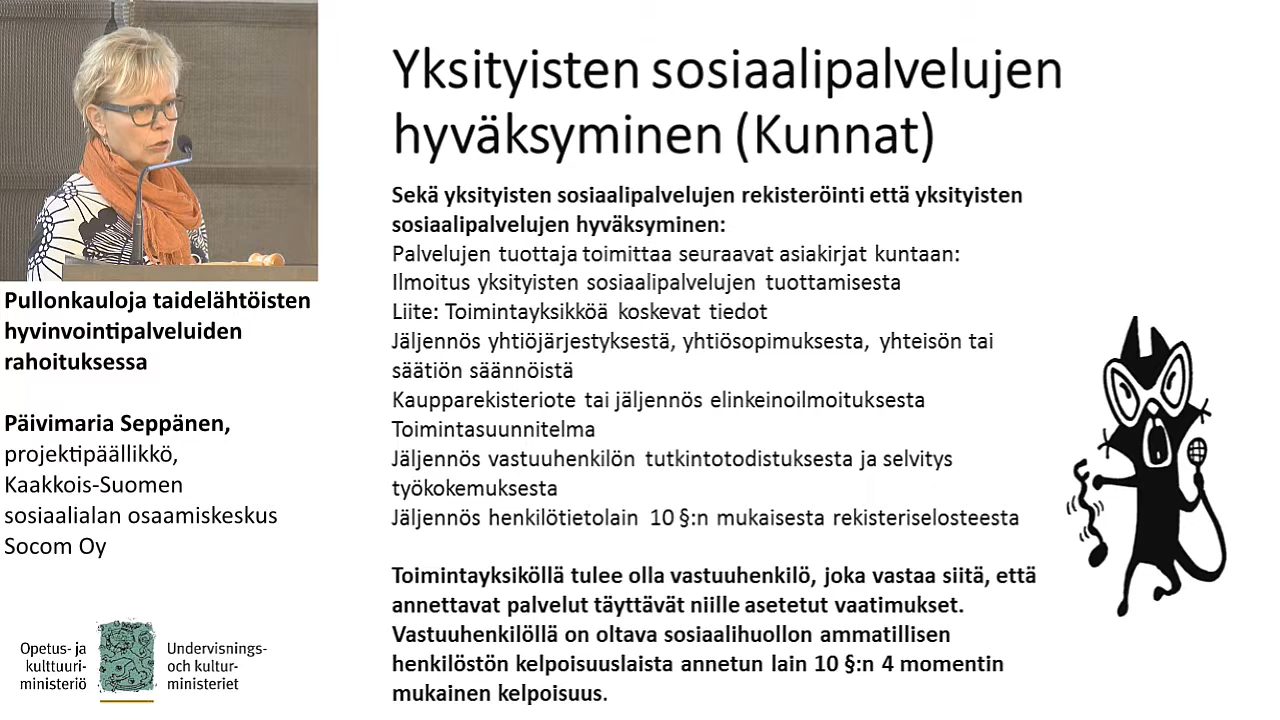 Yksityisten sosiaalipalvelujen
hyväksyminen (Kunnat)
Sekä yksityisten sosiaalipalvelujen rekisteröinti että yksityisten
sosiaalipalvelujen hyväksyminen:
Palvelujen tuottaja toimittaa seuraavat asiakirjat kuntaan:
Ilmoitus yksityisten sosiaalipalvelujen tuottamisesta
Liite: Toimintayksikköä koskevat tiedot
Jäljennös yhtiöjärjestyksestä, yhtiösopimuksesta, yhteisön tai
säätiön säännöistä
Kaupparekisteriote tai jäljennös elinkeinoilmoituksesta
Toimintasuunnitelma
Jäljennös vastuuhenkilön tutkintotodistuksesta ja selvitys
työkokemuksesta
Jäljennös henkilötietolain 10 §:n mukaisesta rekisteriselosteesta
Toimintayksiköllä tulee olla vastuuhenkilö, joka vastaa siitä, että
annettavat palvelut täyttävät niille asetetut vaatimukset.
Vastuuhenkilöllä on oltava sosiaalihuollon ammatillisen
henkilöstön kelpoisuuslaista annetun lain 10 §:n 4 momentin
mukainen kelpoisuus.
Pullonkauloja taidelähtöisten
hyvinvointipalveluiden
rahoituksessa
Päivimaria Seppänen,
projektipäällikkö,
Kaakkois-Suomen
sosiaalialan osaamiskeskus
Socom Oy
Opetus- ja
kulttuuri-
ministeriö
Undervisnings-
och kultur-
ministeriet